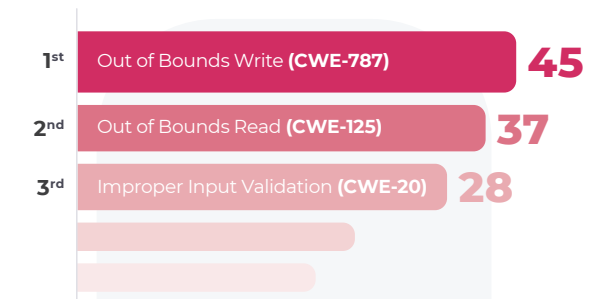 1st Out of Bounds Write (CWE-787) 45
2nd Out of Bounds Read (CWE-125) 37
3rd Improper Input Validation (CWE-20) 28